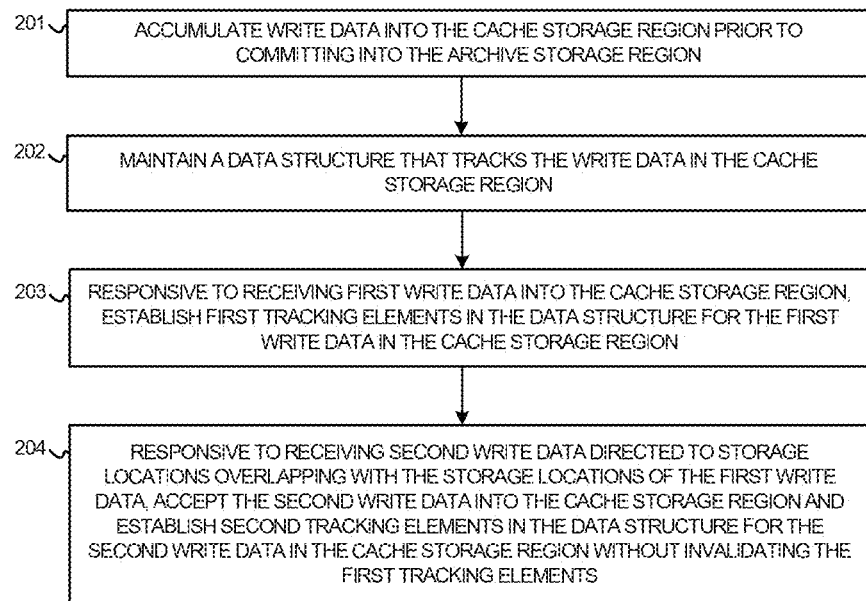 201
ACCUMULATE WRITE DATA INTO THE CACHE STORAGE REGION PRIOR TO
COMMITTING INTO THE ARCHIVE STORAGE REGION
202
MAINTAIN A DATA STRUCTURE THAT TRACKS THE WRITE DATA IN THE CACHE
STORAGE REGION
203
RESPONSIVE TO RECEIVING FIRST WRITE DATA INTO THE CACHE STORAGE REGION,
ESTABLISH FIRST TRACKING ELEMENTS IN THE DATA STRUCTURE FOR THE FIRST
WRITE DATA IN THE CACHE STORAGE REGION
204
RESPONSIVE TO RECEIVING SECOND WRITE DATA DIRECTED TO STORAGE
LOCATIONS OVERLAPPING WITH THE STORAGE LOCATIONS OF THE FIRST WRITE
DATA, ACCEPT THE SECOND WRITE DATA INTO THE CACHE STORAGE REGION AND
ESTABLISH SECOND TRACKING ELEMENTS IN THE DATA STRUCTURE FOR THE
SECOND WRITE DATA IN THE CACHE STORAGE REGION WITHOUT INVALIDATING THE
FIRST TRACKING ELEMENTS